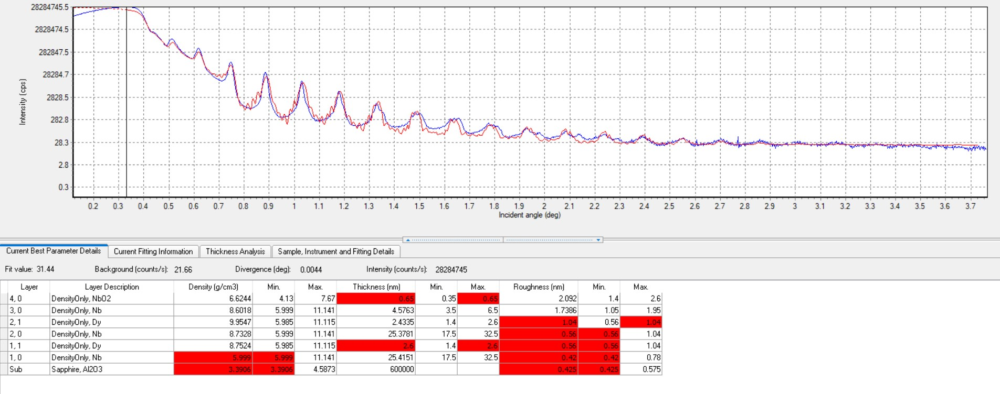 28284745.5
2828474.5
282847.5
28284.7
2828.5
282.8
28.3
2.8
0.3
Intensity (cps)
0.2 0.3 0.4 0.5 0.6 0.7 0.8 0.9 1 1.1 1.2 1.3 1.4 1.5 1.6 1.7 1.8 1.9 2 2.1 2.2 2.3 2.4 2.5 2.6 2.7 2.8 2.9 3 3.1 3.2 3.3 3.4 3.5 3.6 3.7
Incident angle (deg)
Current Best Parameter Details Current Fitting Information Thickness Analysis Sample, Instrument and Fitting Details
Fit value: 31.44 Background (counts/s): 21.66 Divergence (deg): 0.0044 Intensity (counts/s): 28284745
Layer Layer Description Density (g/cm3) Min. Max. Thickness (nm) Min. Max. Roughness (nm) Min. Max.
4, 0 DensityOnly, NbO2 6.6244 4.13 7.67 0.65 0.35 0.65 2.092 1.4 2.6
3, 0 DensityOnly, Nb 8.6018 5.999 11.141 4.5763 3.5 6.5 1.7386 1.05 1.95
2, 1 DensityOnly, Dy 9.9547 5.985 11.115 2.4335 1.4 2.6 1.04 0.56 1.04
2, 0 DensityOnly, Nb 8.7328 5.999 11.141 25.3781 17.5 32.5 0.56 0.56 1.04
1, 1 DensityOnly, Dy 8.7524 5.985 11.115 2.6 1.4 2.6 0.56 0.56 1.04
1, 0 DensityOnly, Nb 5.999 5.999 11.141 25.4151 17.5 32.5 0.42 0.42 0.78
Sub Sapphire, Al2O3 3.3906 3.3906 4.5873 600000 0.425 0.425 0.575